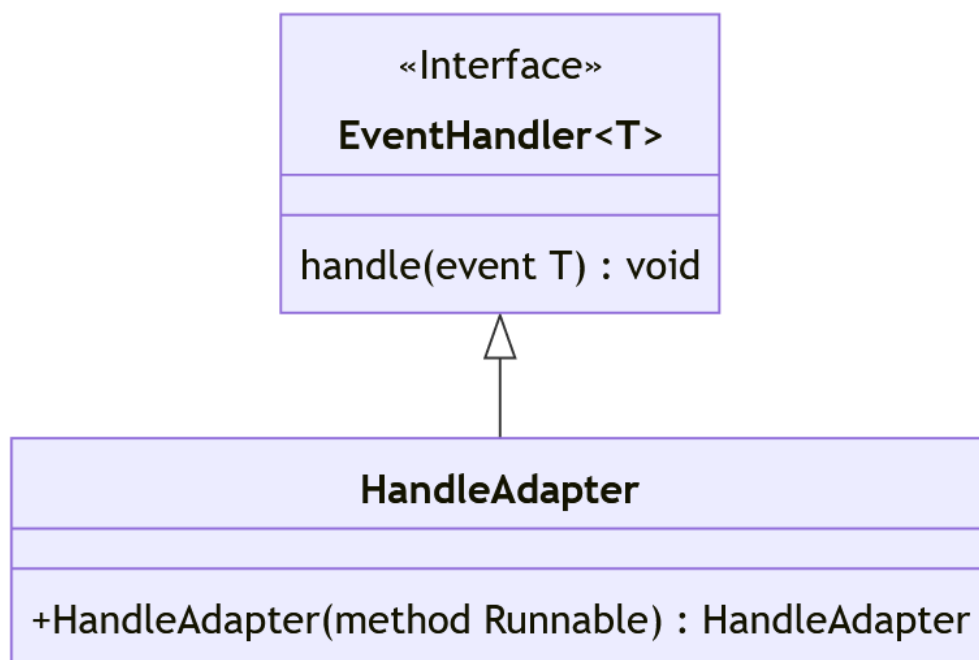 «Interface»
EventHandler<T>
handle(event T) : void
HandleAdapter
+HandleAdapter(method Runnable) : HandleAdapter